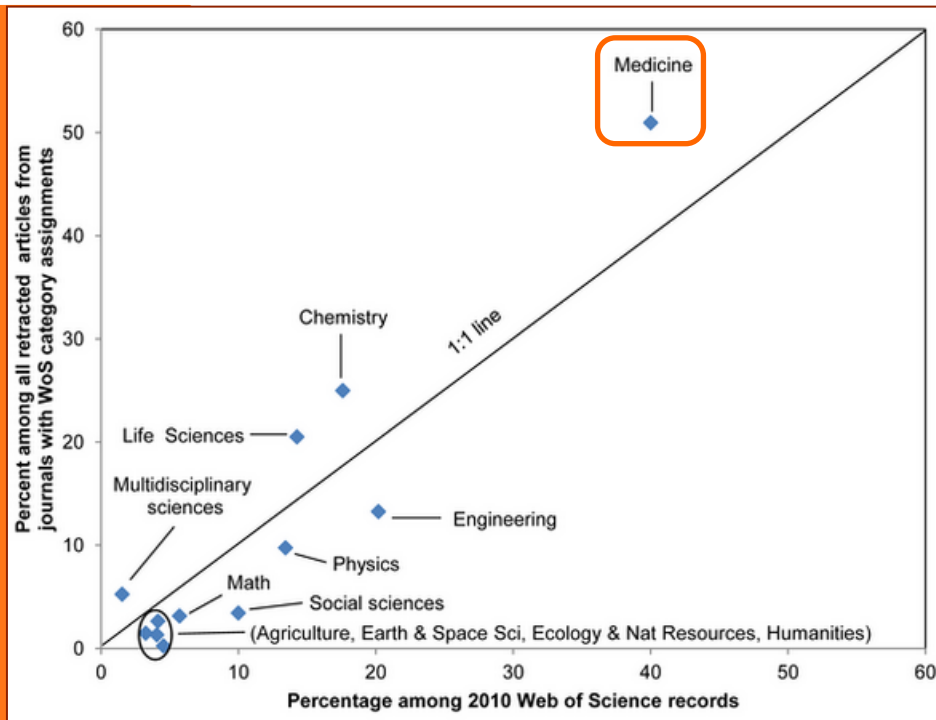 60
50
40
30
20
10
0
Percent among all retracted articles from
journals with WoS category assignments
Medicine
Chemistry
1:1 line
Life Sciences
Multidisciplinary
sciences
Engineering
Physics
Math
Social sciences
(Agriculture, Earth & Space Sci, Ecology & Nat Resources, Humanities)
0 10 20 30 40 50 60
Percentage among 2010 Web of Science records